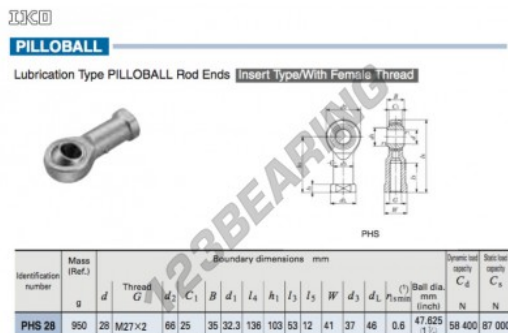 IKO
PILLOBALL
Lubrication Type PILLOBALL Rod Ends Insert Type/With Female Thread
123BEARING
PHS
Identification number Mass (Ref.) g Boundary dimensions mm Dynamic load capacity Cd N Static load capacity Cs N
d Thread G d2 C1 B d1 l4 h1 l3 l5 W d3 dL r1smin(1) Ball dia. mm (inch)
PHS 28 950 28 M27×2 66 25 35 32.3 136 103 53 12 41 37 46 0.6 47.625 58 400 87 000